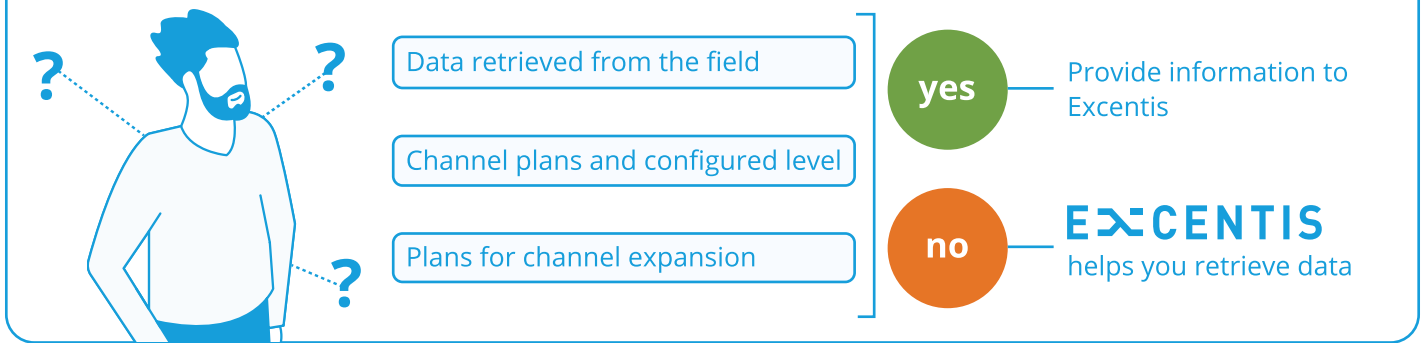 ?
?
Data retrieved from the field
Channel plans and configured level
Plans for channel expansion
?
yes
Provide information to
Excentis
no
EXCENTIS
helps you retrieve data